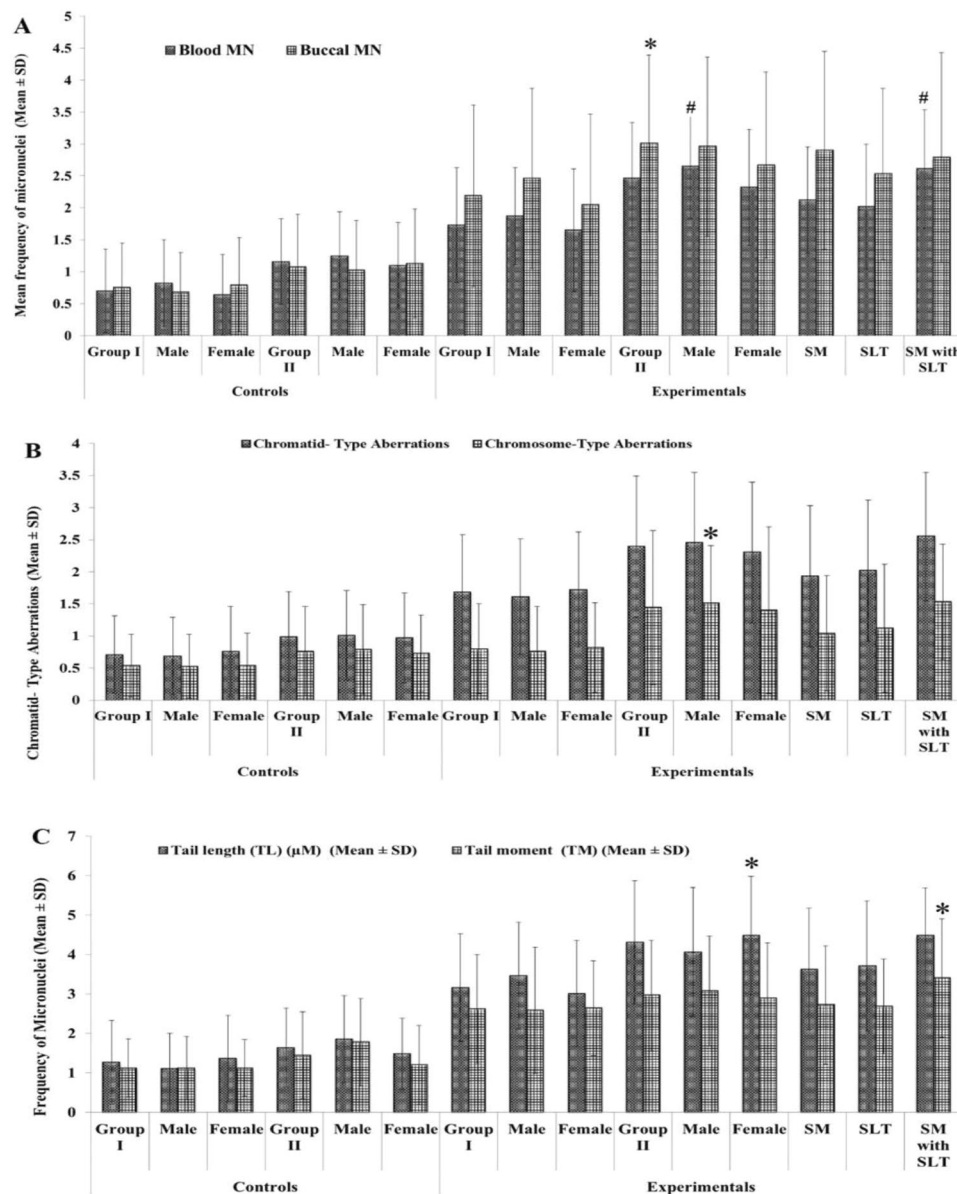 A
Mean frequency of micronuclei (Mean ± SD)
5
4.5
4
3.5
3
2.5
2
1.5
1
0.5
0
Blood MN Buccal MN
*
#
#
Group I Male Female Group II Male Female Group I Male Female Group II Male Female SM SLT SM with SLT
Controls Experimentals
B
Chromatid- Type Aberrations (Mean ± SD)
4
3.5
3
2.5
2
1.5
1
0.5
0
Chromatid- Type Aberrations Chromosome-Type Aberrations
*
Group I Male Female Group II Male Female Group I Male Female Group II Male Female SM SLT SM with SLT
Controls Experimentals
C
Frequency of Micronuclei (Mean ± SD)
7
6
5
4
3
2
1
0
Tail length (TL) (µM) (Mean ± SD) Tail moment (TM) (Mean ± SD)
*
*
Group I Male Female Group II Male Female Group I Male Female Group II Male Female SM SLT SM with SLT
Controls Experimentals